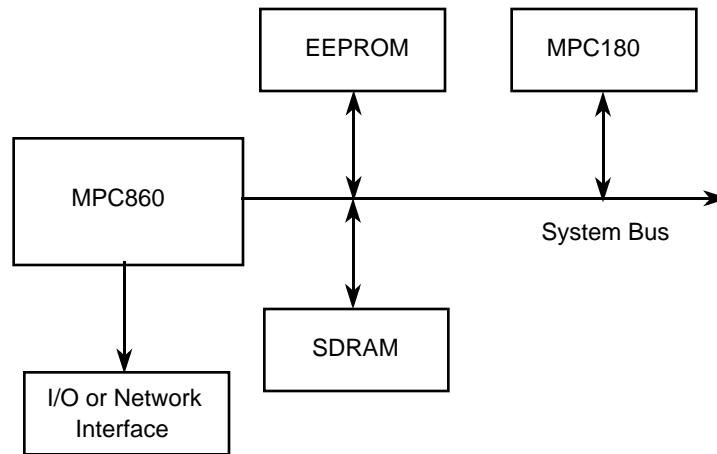 EEPROM
MPC180
MPC860
System Bus
SDRAM
I/O or Network
Interface